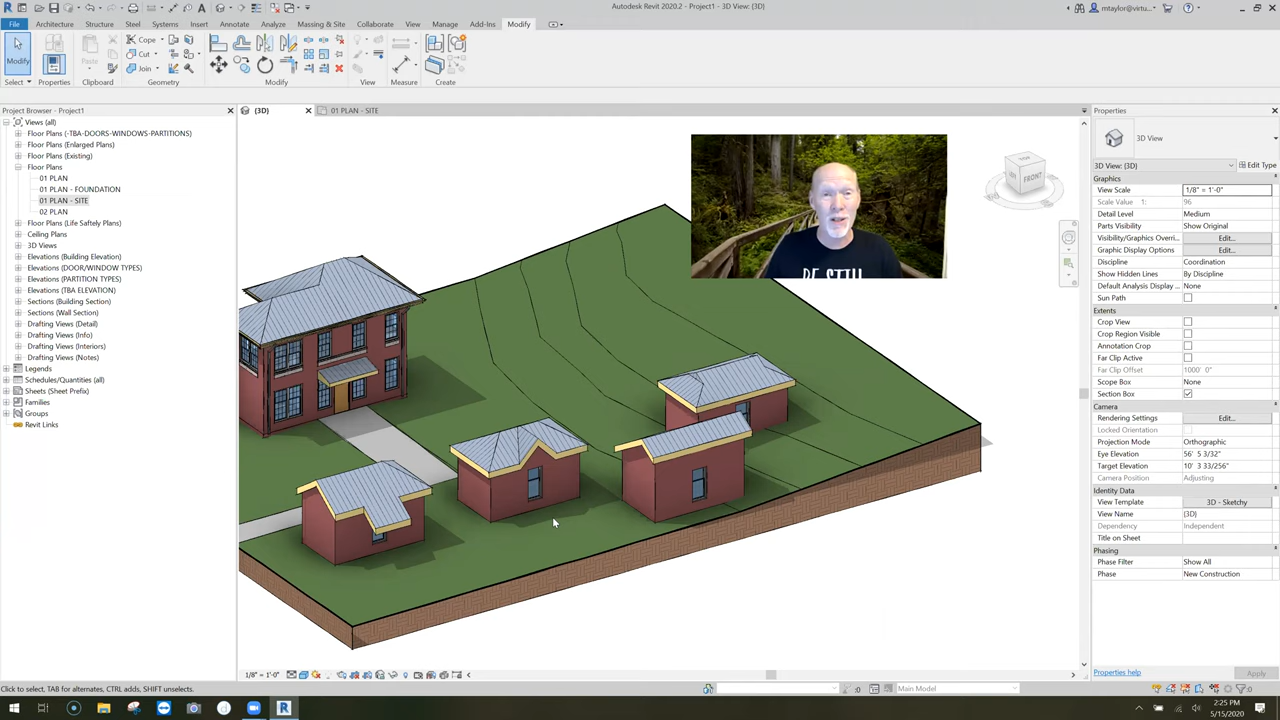 Autodesk Revit 2020.2 - Project1 - 3D View: {3D}
mtaylor@virtu...
File Architecture Structure Steel Systems Insert Annotate Analyze Massing & Site Collaborate View Manage Add-Ins Modify
Modify
Paste
Cope
Cut
Join
Select Properties Clipboard Geometry Modify View Measure Create
Project Browser - Project1
{3D} 01 PLAN - SITE
Properties
Views (all)
Floor Plans (-TBA-DOORS-WINDOWS-PARTITIONS)
Floor Plans (Enlarged Plans)
Floor Plans (Existing)
Floor Plans
01 PLAN
01 PLAN - FOUNDATION
01 PLAN - SITE
02 PLAN
Floor Plans (Life Saftely Plans)
Ceiling Plans
3D Views
Elevations (Building Elevation)
Elevations (DOOR/WINDOW TYPES)
Elevations (PARTITION TYPES)
Elevations (TBA ELEVATION)
Sections (Building Section)
Sections (Wall Section)
Drafting Views (Detail)
Drafting Views (Info)
Drafting Views (Interiors)
Drafting Views (Notes)
Legends
Schedules/Quantities (all)
Sheets (Sheet Prefix)
Families
Groups
Revit Links
BE STILL
TOP
FRONT
3D View
3D View: {3D} Edit Type
Graphics
View Scale 1/8" = 1'-0"
Scale Value 1: 96
Detail Level Medium
Parts Visibility Show Original
Visibility/Graphics Overri... Edit...
Graphic Display Options Edit...
Discipline Coordination
Show Hidden Lines By Discipline
Default Analysis Display ... None
Sun Path
Extents
Crop View
Crop Region Visible
Annotation Crop
Far Clip Active
Far Clip Offset 1000' 0"
Scope Box None
Section Box
Camera
Rendering Settings Edit...
Locked Orientation
Projection Mode Orthographic
Eye Elevation 56' 5 3/32"
Target Elevation 10' 3 33/256"
Camera Position Adjusting
Identity Data
View Template 3D - Sketchy
View Name {3D}
Dependency Independent
Title on Sheet
Phasing
Phase Filter Show All
Phase New Construction
Properties help Apply
1/8" = 1'-0"
Click to select, TAB for alternates, CTRL adds, SHIFT unselects.
:0 Main Model :0
2:25 PM
5/15/2020